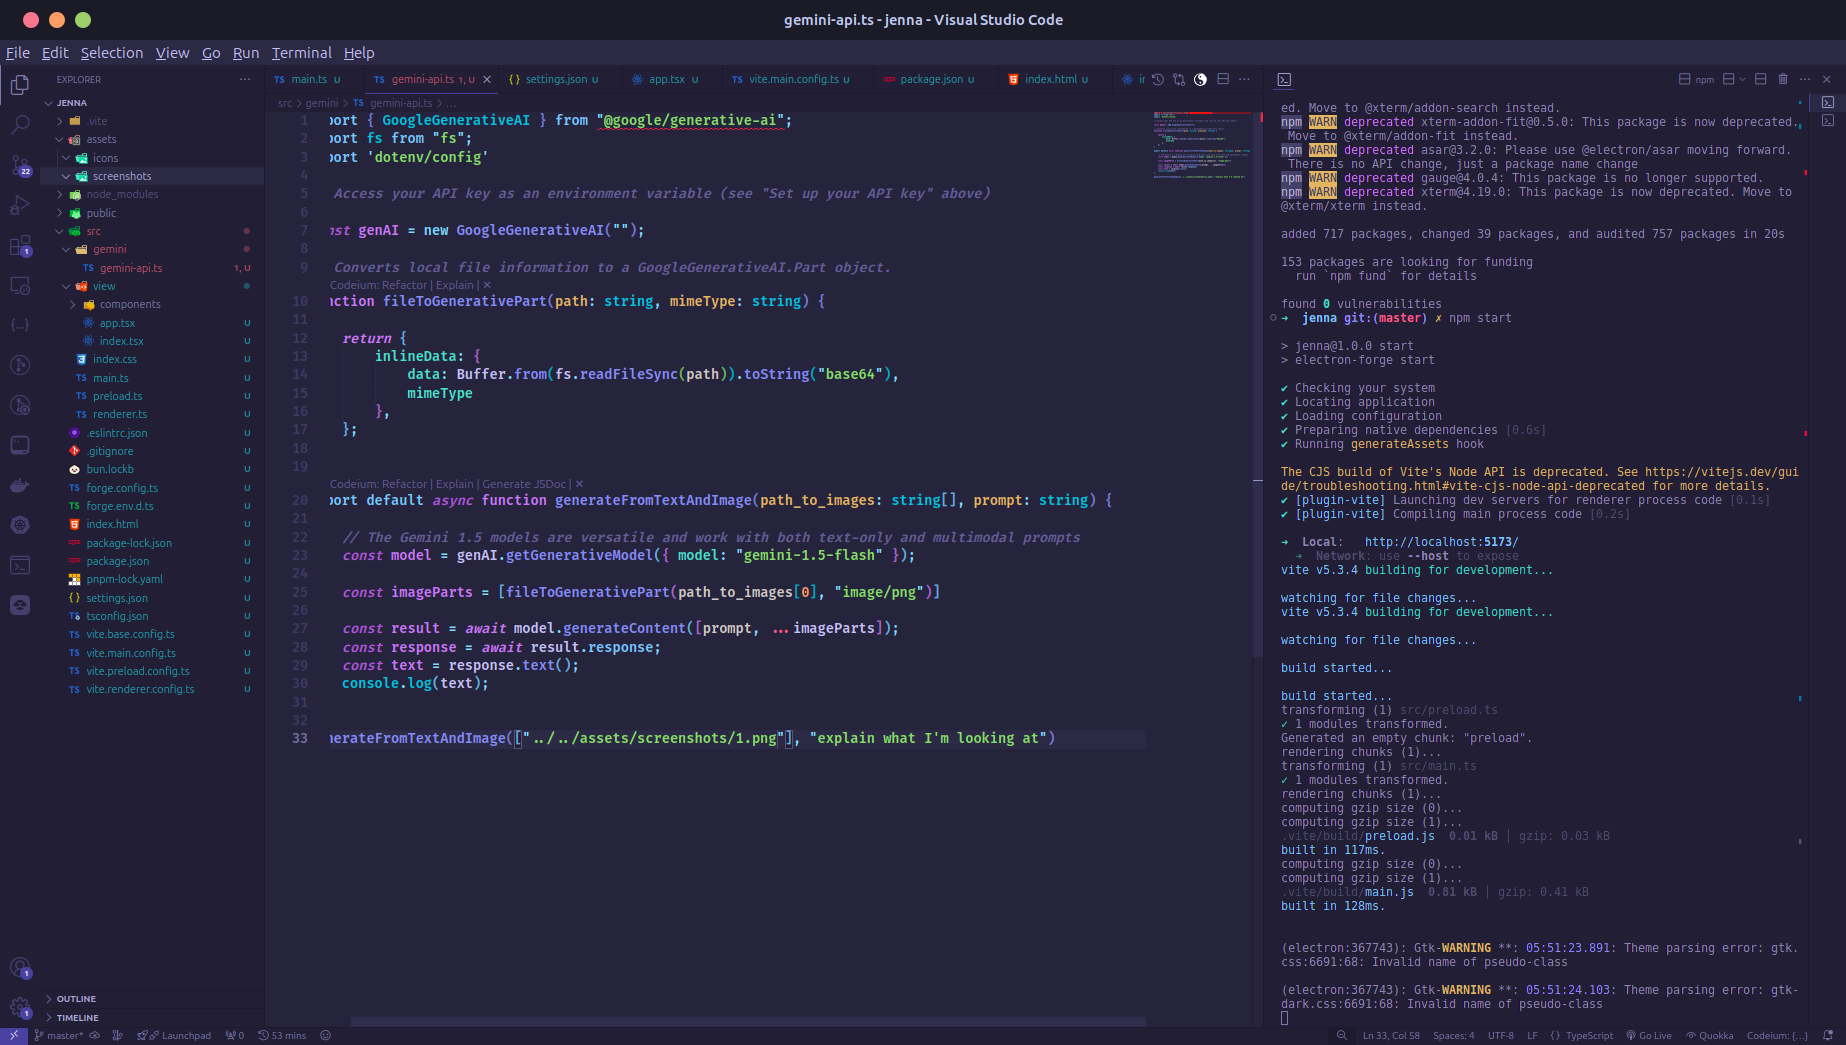 gemini-api.ts - jenna - Visual Studio Code
File Edit Selection View Go Run Terminal Help
EXPLORER
JENNA
.vite
assets
icons
screenshots
node_modules
public
src
gemini
TS gemini-api.ts 1, U
view
components
app.tsx U
index.tsx U
index.css U
TS main.ts U
TS preload.ts U
TS renderer.ts U
.eslintrc.json U
.gitignore U
bun.lockb U
TS forge.config.ts U
TS forge.env.d.ts U
index.html U
package-lock.json U
package.json U
pnpm-lock.yaml U
{} settings.json U
tsconfig.json U
TS vite.base.config.ts U
TS vite.main.config.ts U
TS vite.preload.config.ts U
TS vite.renderer.config.ts U
OUTLINE
TIMELINE
22
1
1
1
TS main.ts U
TS gemini-api.ts 1, U
{} settings.json U
app.tsx U
TS vite.main.config.ts U
package.json U
index.html U
src > gemini > TS gemini-api.ts > ...
1 port { GoogleGenerativeAI } from "@google/generative-ai";
2 port fs from "fs";
3 port 'dotenv/config'
4
5 Access your API key as an environment variable (see "Set up your API key" above)
6
7 nst genAI = new GoogleGenerativeAI("");
8
9 Converts local file information to a GoogleGenerativeAI.Part object.
Codeium: Refactor | Explain | ×
10 nction fileToGenerativePart(path: string, mimeType: string) {
11
12 return {
13 inlineData: {
14 data: Buffer.from(fs.readFileSync(path)).toString("base64"),
15 mimeType
16 },
17 };
18
19
Codeium: Refactor | Explain | Generate JSDoc | ×
20 port default async function generateFromTextAndImage(path_to_images: string[], prompt: string) {
21
22 // The Gemini 1.5 models are versatile and work with both text-only and multimodal prompts
23 const model = genAI.getGenerativeModel({ model: "gemini-1.5-flash" });
24
25 const imageParts = [fileToGenerativePart(path_to_images[0], "image/png")]
26
27 const result = await model.generateContent([prompt, ...imageParts]);
28 const response = await result.response;
29 const text = response.text();
30 console.log(text);
31
32
33 nerateFromTextAndImage(["../../assets/screenshots/1.png"], "explain what I'm looking at")
npm
ed. Move to @xterm/addon-search instead.
npm WARN deprecated xterm-addon-fit@0.5.0: This package is now deprecated.
Move to @xterm/addon-fit instead.
npm WARN deprecated asar@3.2.0: Please use @electron/asar moving forward.
There is no API change, just a package name change
npm WARN deprecated gauge@4.0.4: This package is no longer supported.
npm WARN deprecated xterm@4.19.0: This package is now deprecated. Move to
@xterm/xterm instead.
added 717 packages, changed 39 packages, and audited 757 packages in 20s
153 packages are looking for funding
run `npm fund` for details
found 0 vulnerabilities
➜ jenna git:(master) ✗ npm start
> jenna@1.0.0 start
> electron-forge start
✔ Checking your system
✔ Locating application
✔ Loading configuration
✔ Preparing native dependencies [0.6s]
✔ Running generateAssets hook
The CJS build of Vite's Node API is deprecated. See https://vitejs.dev/gui
de/troubleshooting.html#vite-cjs-node-api-deprecated for more details.
✔ [plugin-vite] Launching dev servers for renderer process code [0.1s]
✔ [plugin-vite] Compiling main process code [0.2s]
➜ Local: http://localhost:5173/
➜ Network: use --host to expose
vite v5.3.4 building for development...
watching for file changes...
vite v5.3.4 building for development...
watching for file changes...
build started...
build started...
transforming (1) src/preload.ts
✓ 1 modules transformed.
Generated an empty chunk: "preload".
rendering chunks (1)...
transforming (1) src/main.ts
✓ 1 modules transformed.
rendering chunks (1)...
computing gzip size (0)...
computing gzip size (1)...
.vite/build/preload.js 0.01 kB │ gzip: 0.03 kB
built in 117ms.
computing gzip size (0)...
computing gzip size (1)...
.vite/build/main.js 0.81 kB │ gzip: 0.41 kB
built in 128ms.
(electron:367743): Gtk-WARNING **: 05:51:23.891: Theme parsing error: gtk.
css:6691:68: Invalid name of pseudo-class
(electron:367743): Gtk-WARNING **: 05:51:24.103: Theme parsing error: gtk-
dark.css:6691:68: Invalid name of pseudo-class
master* Launchpad 0 53 mins
Ln 33, Col 58 Spaces: 4 UTF-8 LF {} TypeScript Go Live Quokka Codeium: {...}